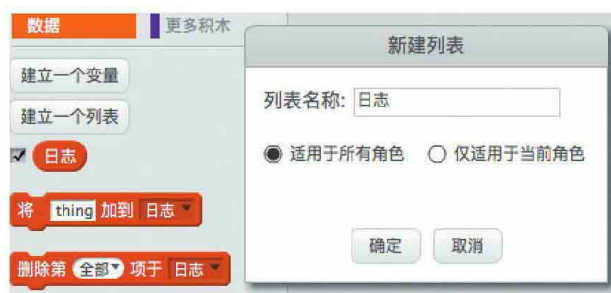 数据
更多积木
建立一个变量
建立一个列表
日志
将 thing 加到 日志
删除第 全部 项于 日志
新建列表
列表名称: 日志
适用于所有角色 仅适用于当前角色
确定 取消